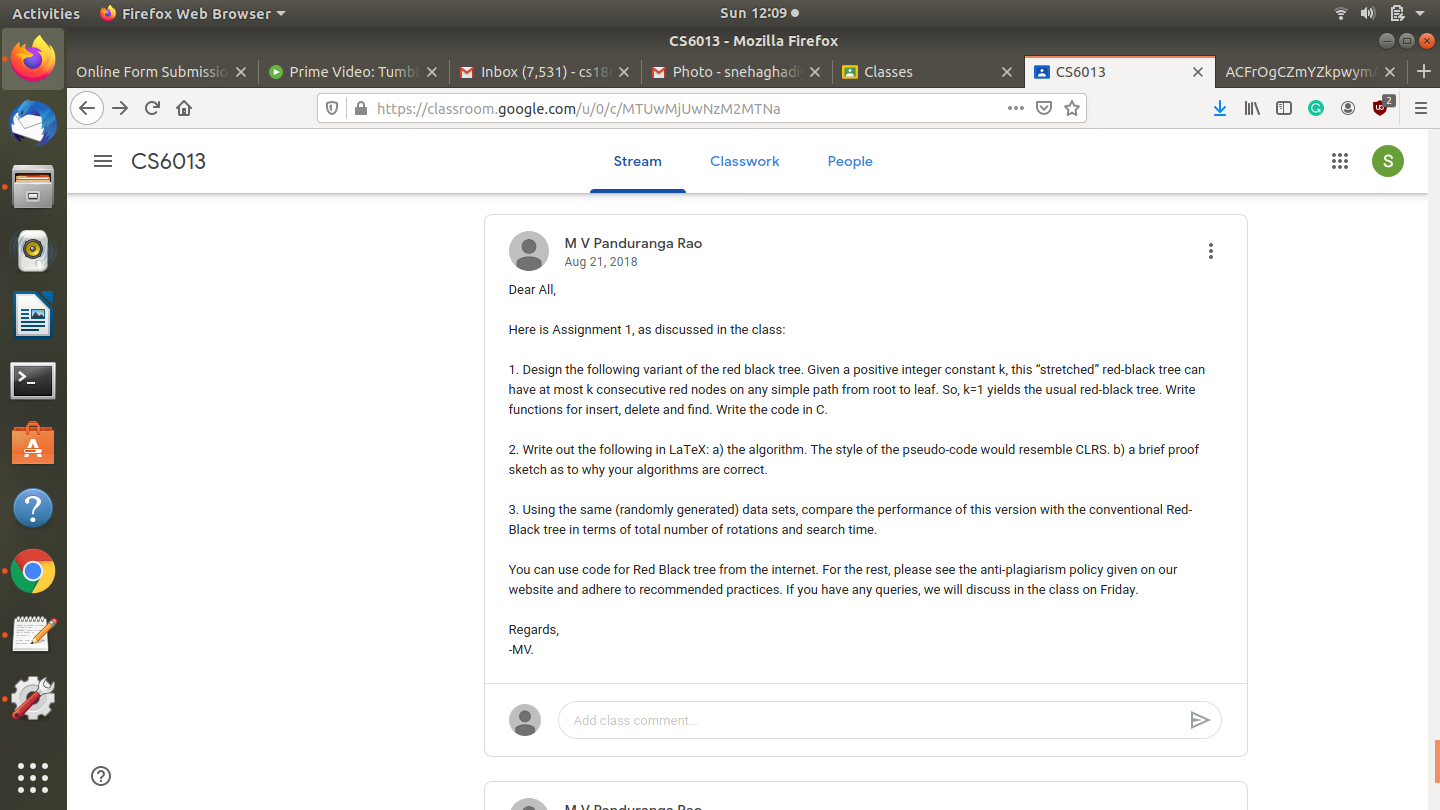 Activities Firefox Web Browser Sun 12:09
CS6013 - Mozilla Firefox
Online Form Submissio Prime Video: Tumbl Inbox (7,531) - cs18 Photo - snehaghad Classes CS6013 ACFrOgCZmYZkpwymA
https://classroom.google.com/u/0/c/MTUwMjUwNzM2MTNa 2
CS6013 Stream Classwork People S
M V Panduranga Rao
Aug 21, 2018
Dear All,
Here is Assignment 1, as discussed in the class:
1. Design the following variant of the red black tree. Given a positive integer constant k, this “stretched” red-black tree can
have at most k consecutive red nodes on any simple path from root to leaf. So, k=1 yields the usual red-black tree. Write
functions for insert, delete and find. Write the code in C.
2. Write out the following in LaTeX: a) the algorithm. The style of the pseudo-code would resemble CLRS. b) a brief proof
sketch as to why your algorithms are correct.
3. Using the same (randomly generated) data sets, compare the performance of this version with the conventional Red-
Black tree in terms of total number of rotations and search time.
You can use code for Red Black tree from the internet. For the rest, please see the anti-plagiarism policy given on our
website and adhere to recommended practices. If you have any queries, we will discuss in the class on Friday.
Regards,
-MV.
Add class comment...
M V Panduranga Rao